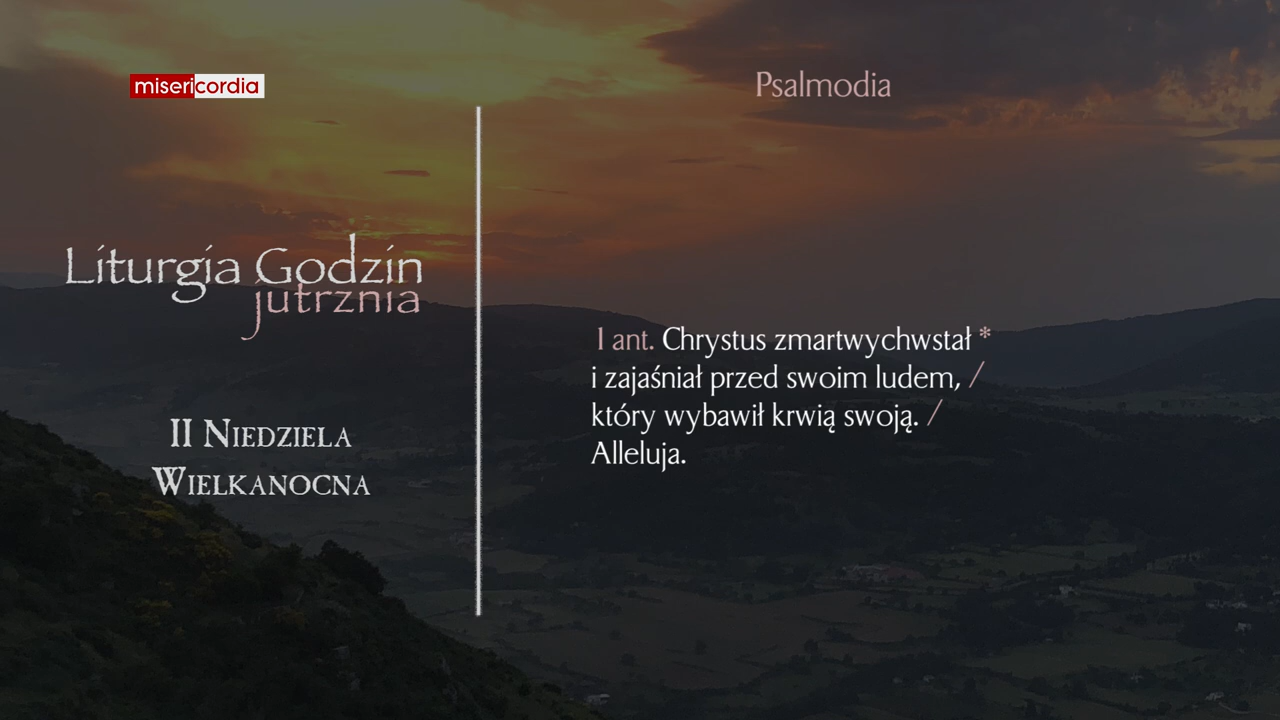 misericordia
Psalmodia
Liturgia Godzin
jutrznia
II Niedziela
Wielkanocna
1 ant. Chrystus zmartwychwstał *
i zajaśniał przed swoim ludem, /
który wybawił krwią swoją. /
Alleluja.